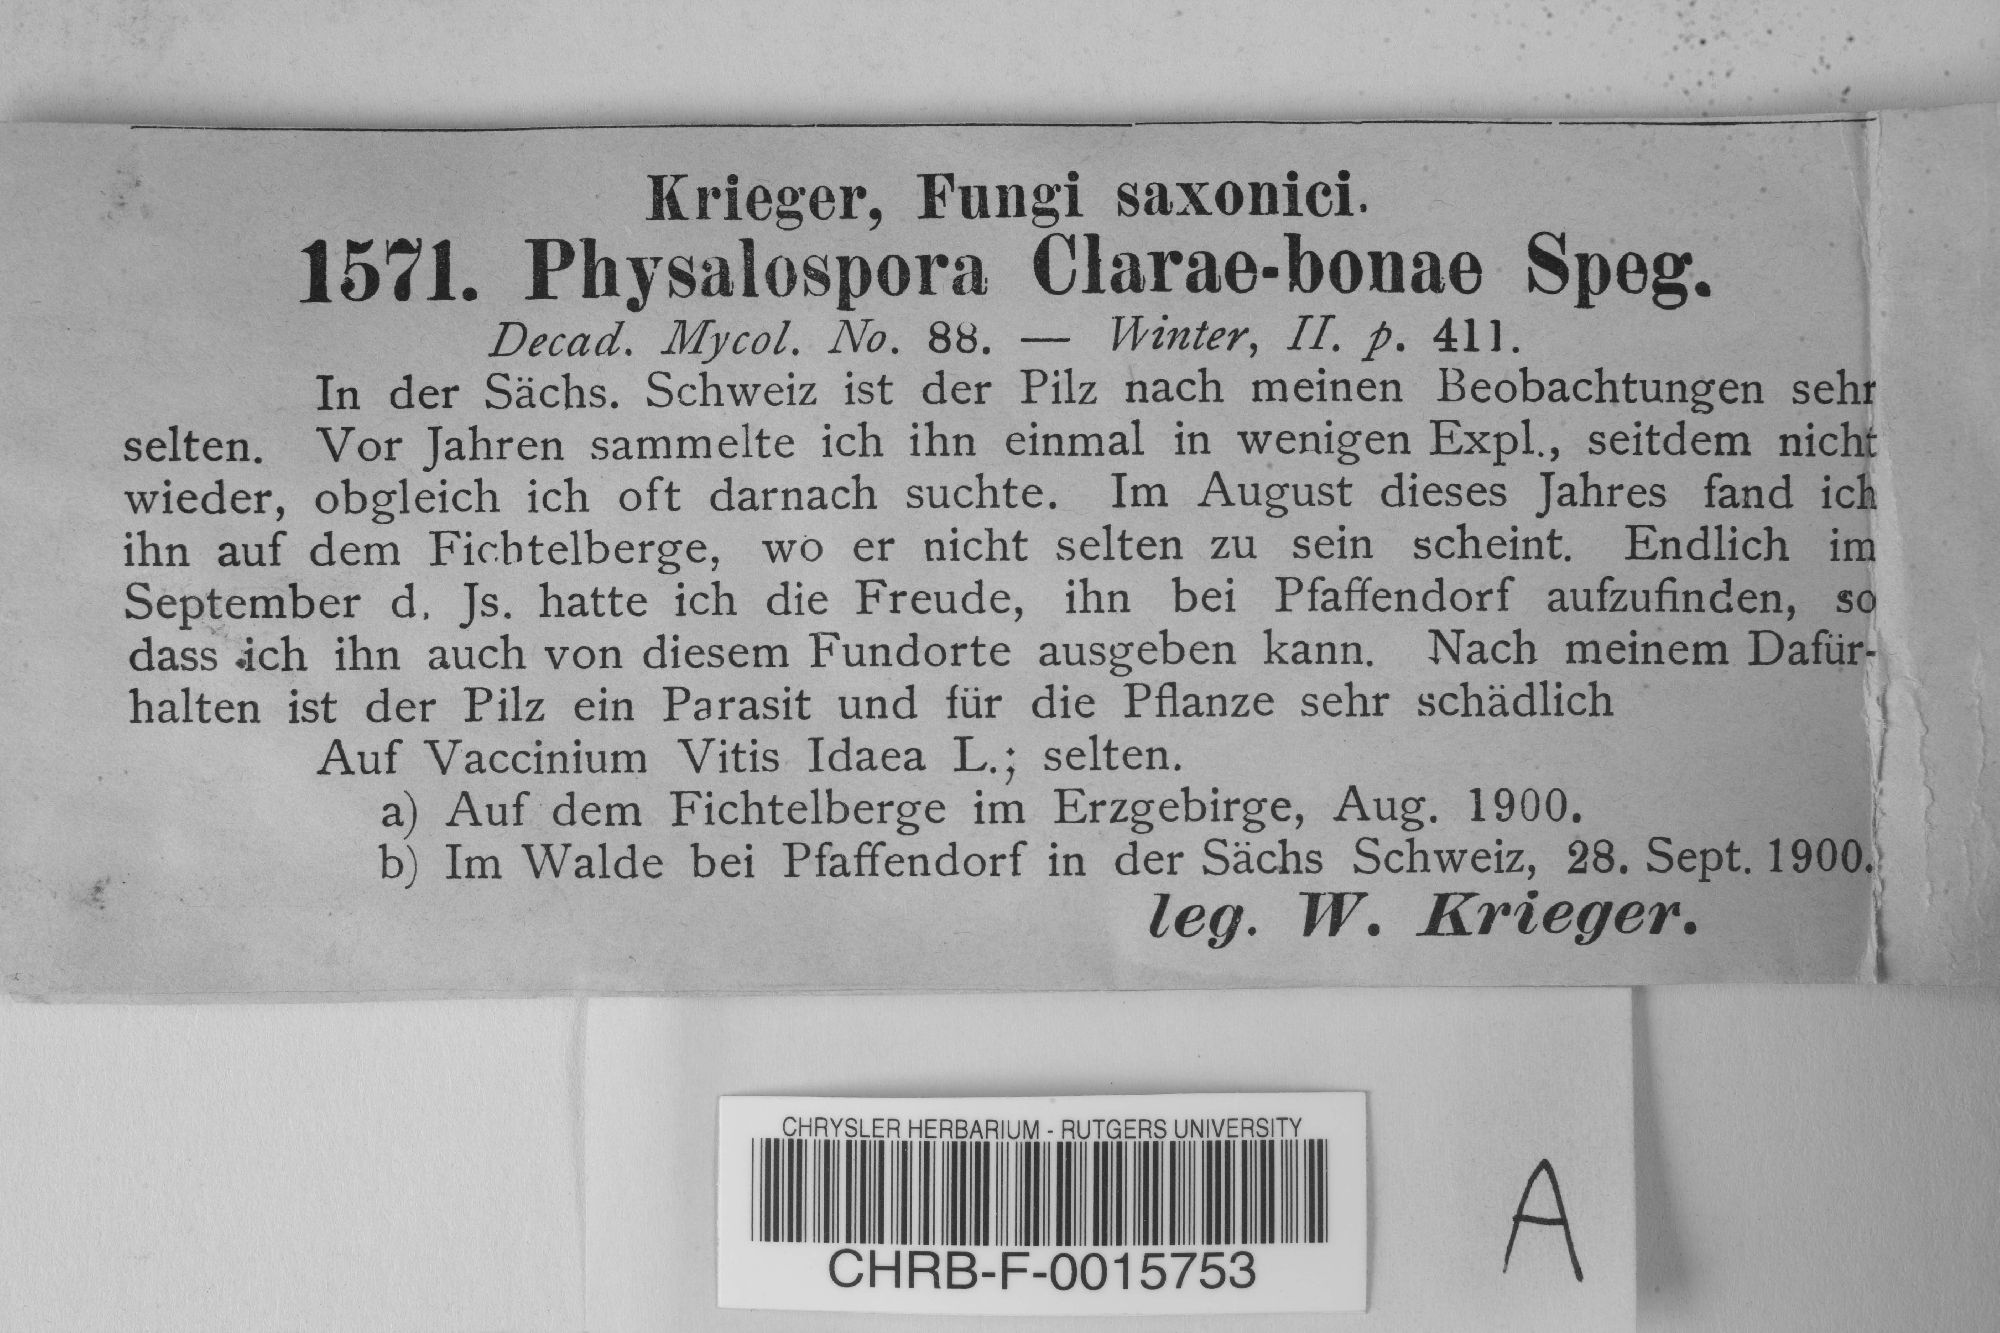 Krieger, Fungi saxonici.
1571. Physalospora Clarae-bonae Speg.
Decad. Mycol. No. 88. — Winter, II. p. 411.
In der Sächs. Schweiz ist der Pilz nach meinen Beobachtungen sehr
selten. Vor Jahren sammelte ich ihn einmal in wenigen Expl., seitdem nicht
wieder, obgleich ich oft darnach suchte. Im August dieses Jahres fand ich
ihn auf dem Fichtelberge, wo er nicht selten zu sein scheint. Endlich im
September d. Js. hatte ich die Freude, ihn bei Pfaffendorf aufzufinden, so
dass ich ihn auch von diesem Fundorte ausgeben kann. Nach meinem Dafür-
halten ist der Pilz ein Parasit und für die Pflanze sehr schädlich
Auf Vaccinium Vitis Idaea L.; selten.
a) Auf dem Fichtelberge im Erzgebirge, Aug. 1900.
b) Im Walde bei Pfaffendorf in der Sächs Schweiz, 28. Sept. 1900.
leg. W. Krieger.
CHRYSLER HERBARIUM - RUTGERS UNIVERSITY
CHRB-F-0015753
A